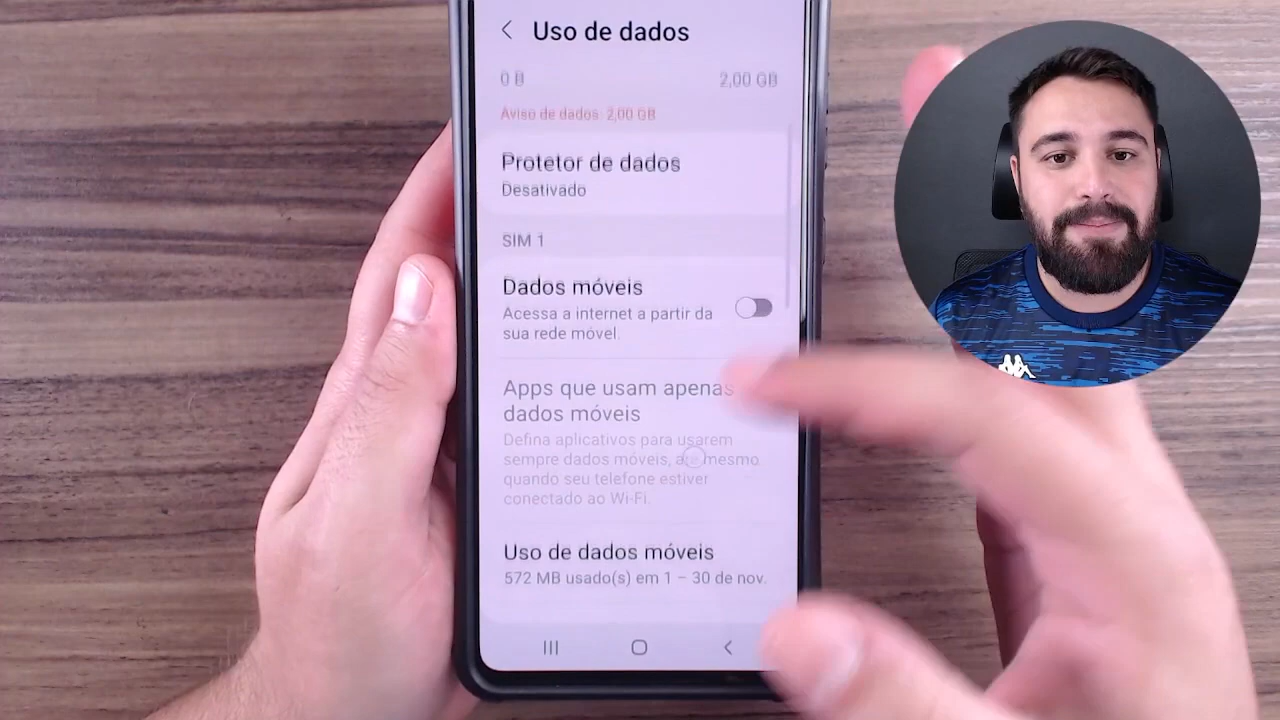 Uso de dados
0 B 2,00 GB
Aviso de dados: 2,00 GB
Protetor de dados
Desativado
SIM 1
Dados móveis
Acessa a internet a partir da
sua rede móvel.
Apps que usam apenas
dados móveis
Defina aplicativos para usarem
sempre dados móveis, até mesmo
quando seu telefone estiver
conectado ao Wi-Fi.
Uso de dados móveis
572 MB usado(s) em 1 – 30 de nov.